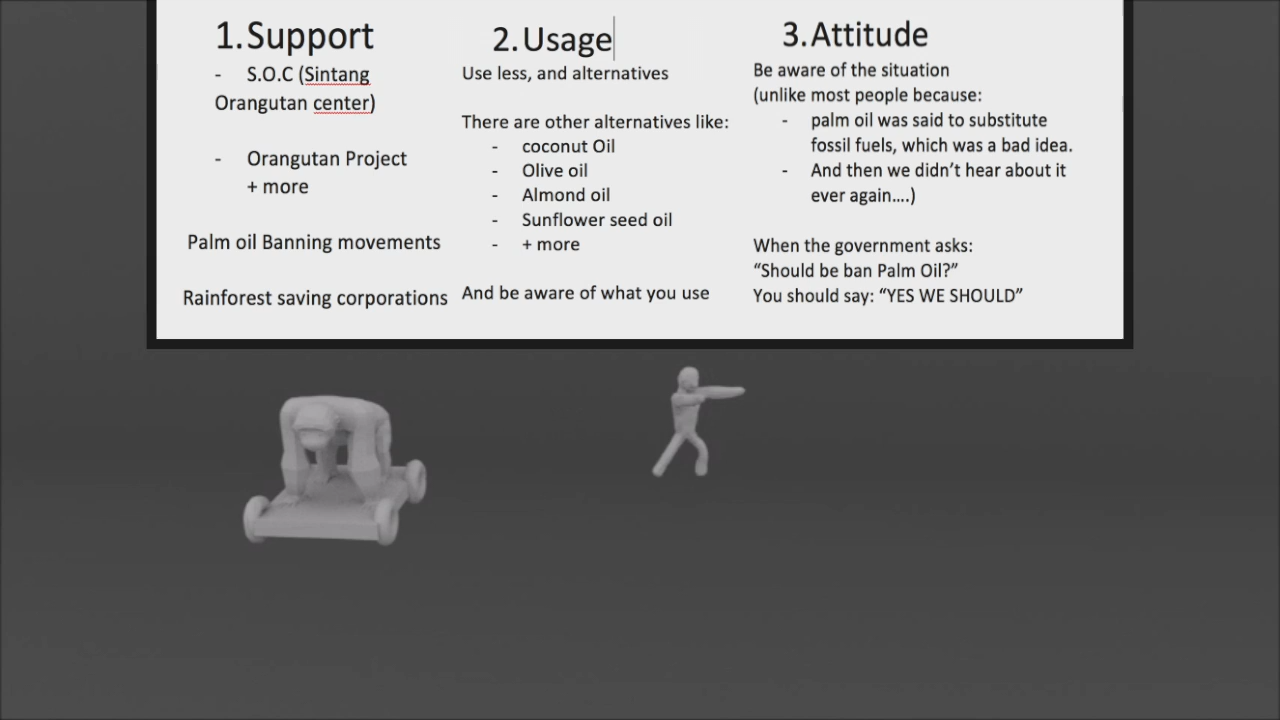 1.Support
- S.O.C (Sintang
Orangutan center)
- Orangutan Project
+ more
Palm oil Banning movements
Rainforest saving corporations
2.Usage
Use less, and alternatives
There are other alternatives like:
- coconut Oil
- Olive oil
- Almond oil
- Sunflower seed oil
- + more
And be aware of what you use
3.Attitude
Be aware of the situation
(unlike most people because:
- palm oil was said to substitute
fossil fuels, which was a bad idea.
- And then we didn’t hear about it
ever again….)
When the government asks:
“Should be ban Palm Oil?”
You should say: “YES WE SHOULD”